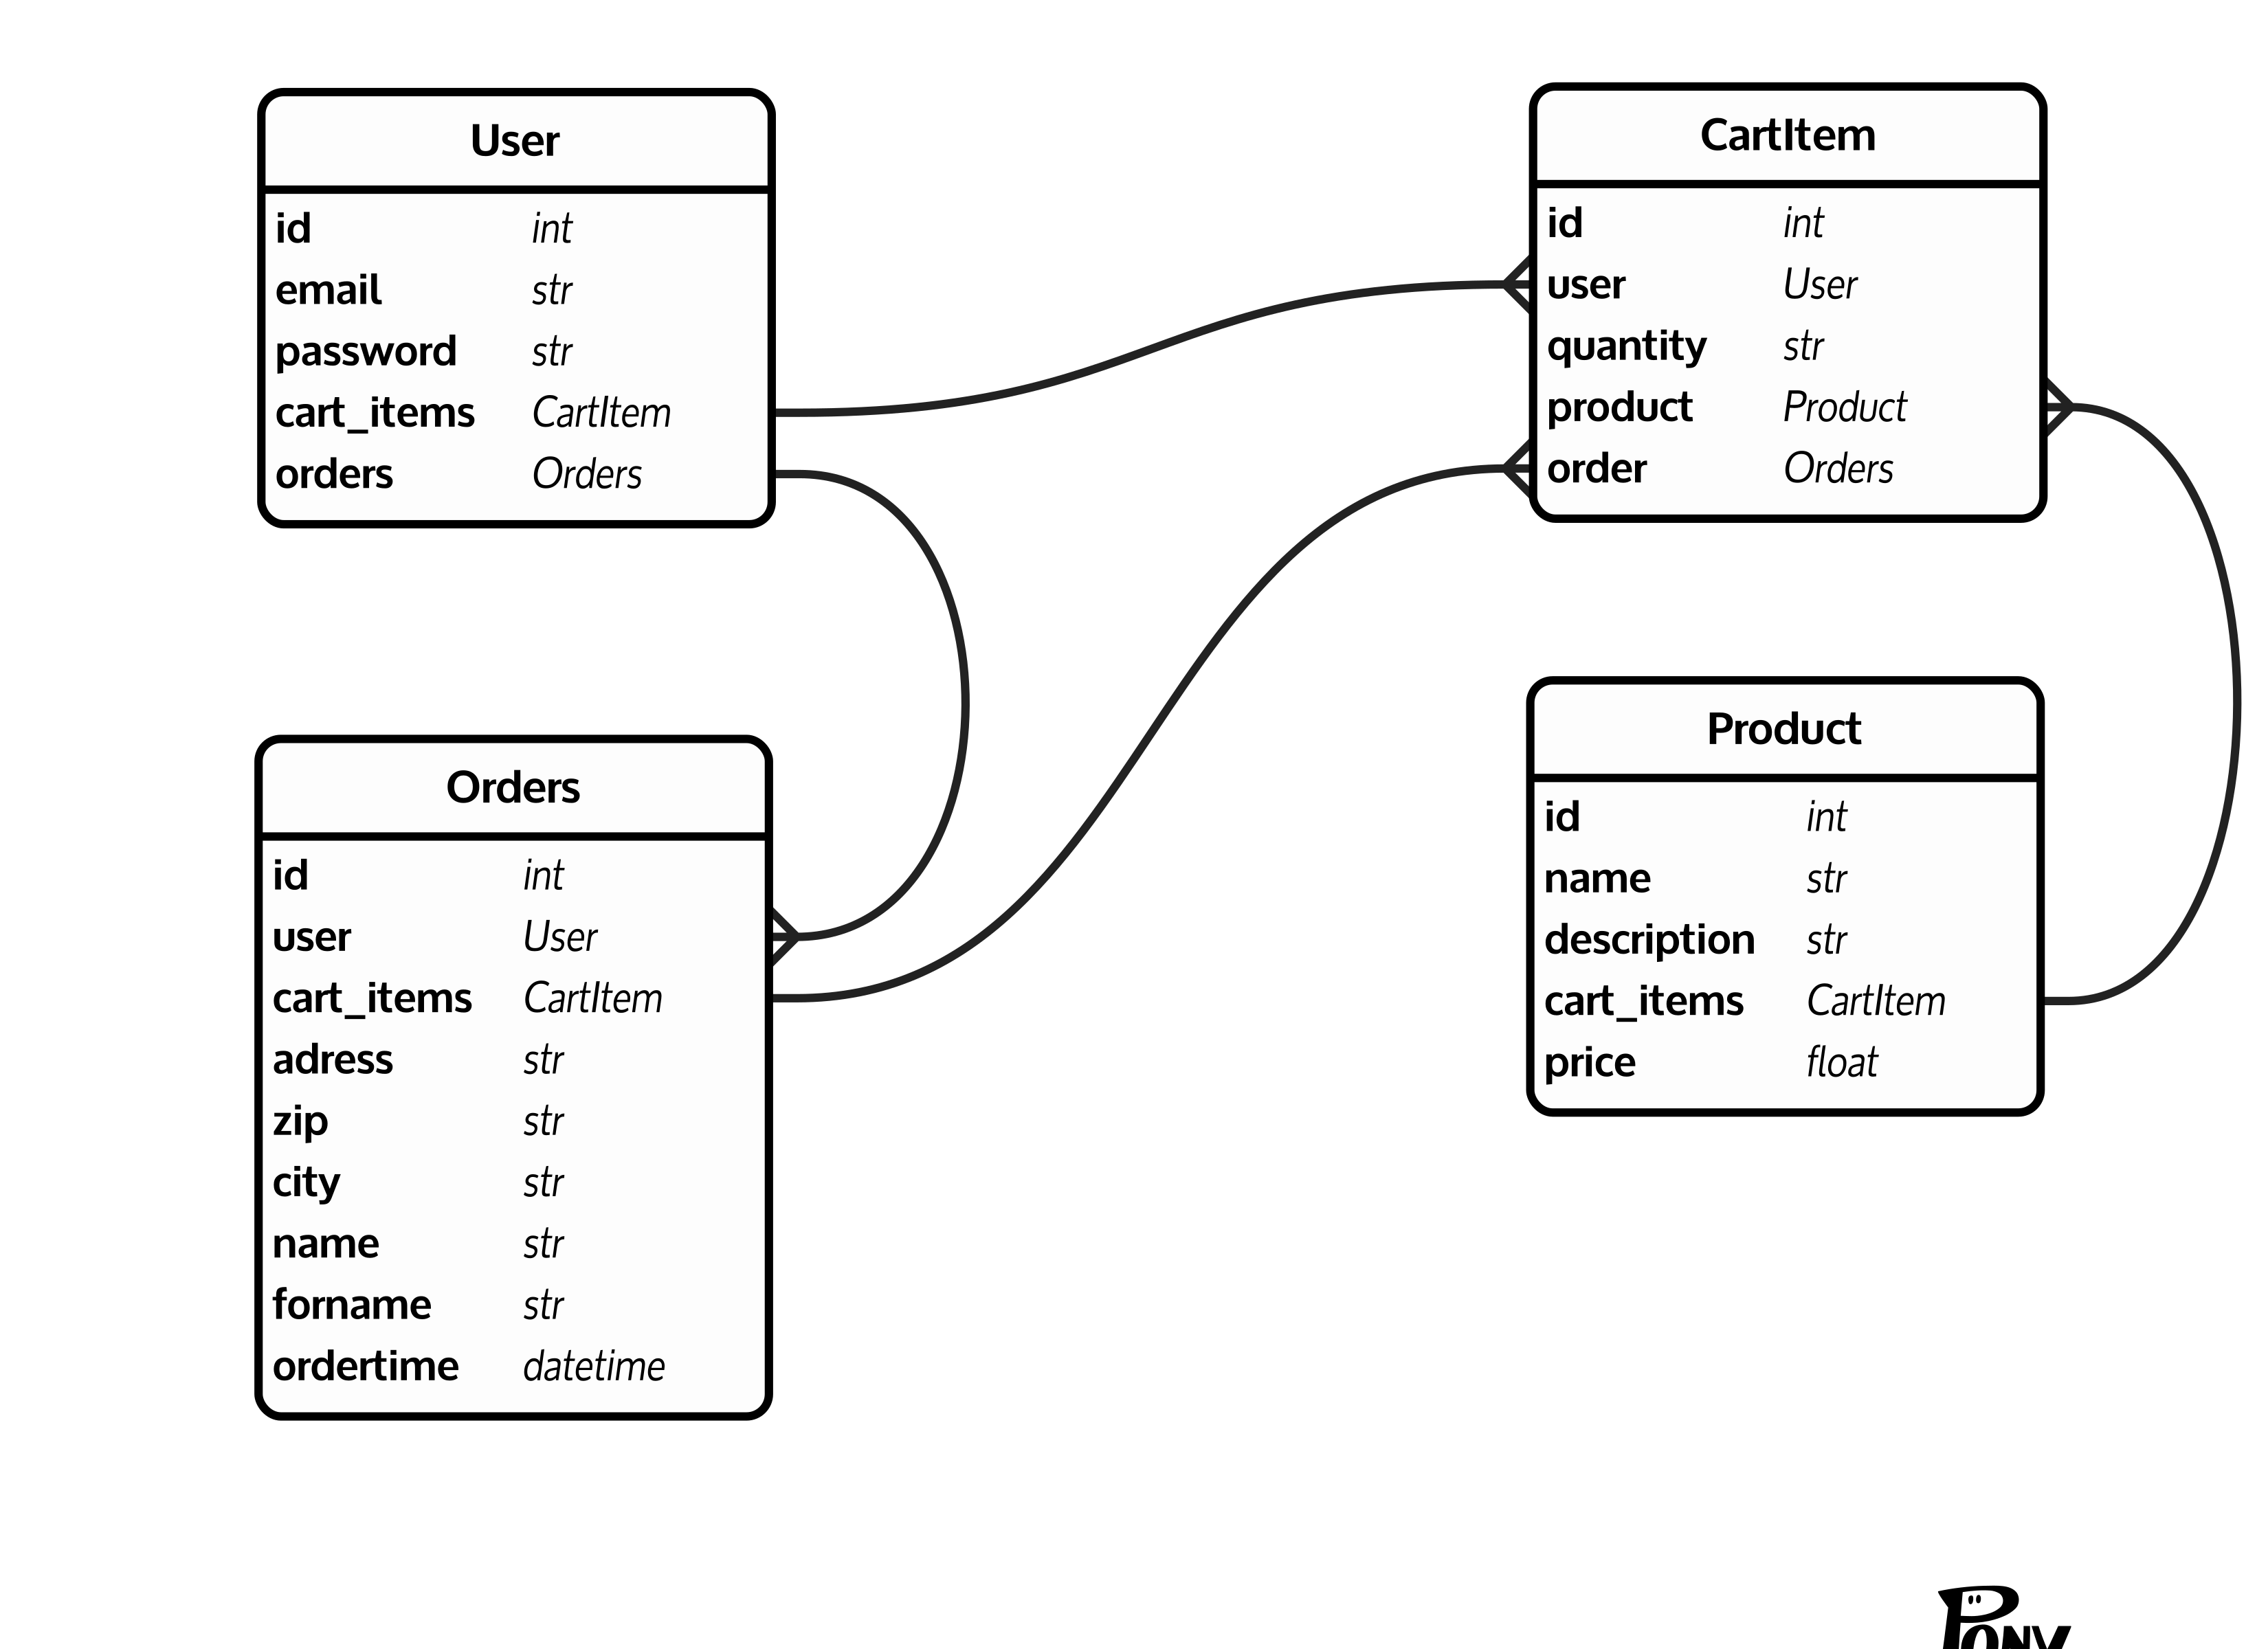 User
id int
email str
password str
cart_items CartItem
orders Orders
CartItem
id int
user User
quantity str
product Product
order Orders
Orders
id int
user User
cart_items CartItem
adress str
zip str
city str
name str
forname str
ordertime datetime
Product
id int
name str
description str
cart_items CartItem
price float
PONY